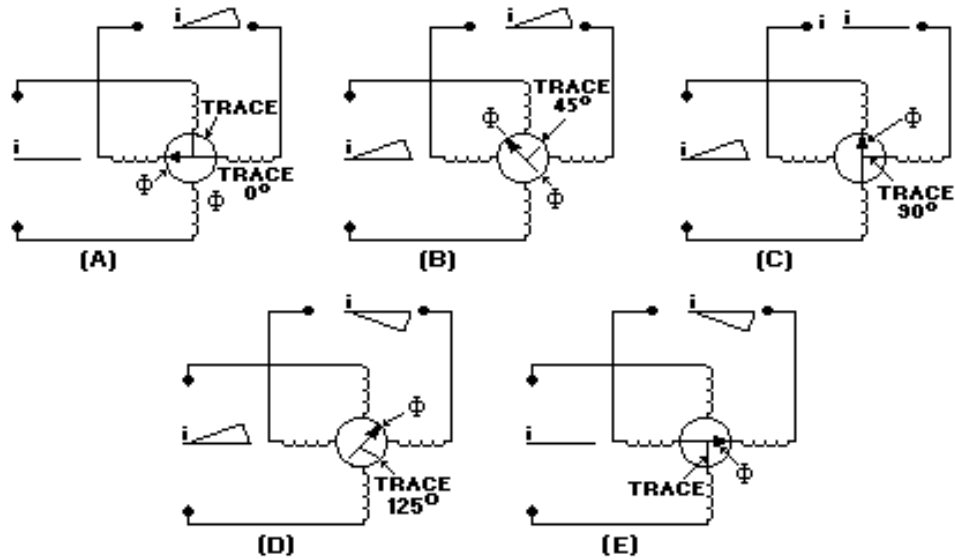 i
i
i i
TRACE
TRACE
45°
i
Φ
TRACE
0°
Φ
i
Φ
Φ
i
Φ
TRACE
90°
(A)
(B)
(C)
i
i
i
Φ
i
TRACE
125°
TRACE
Φ
(D)
(E)